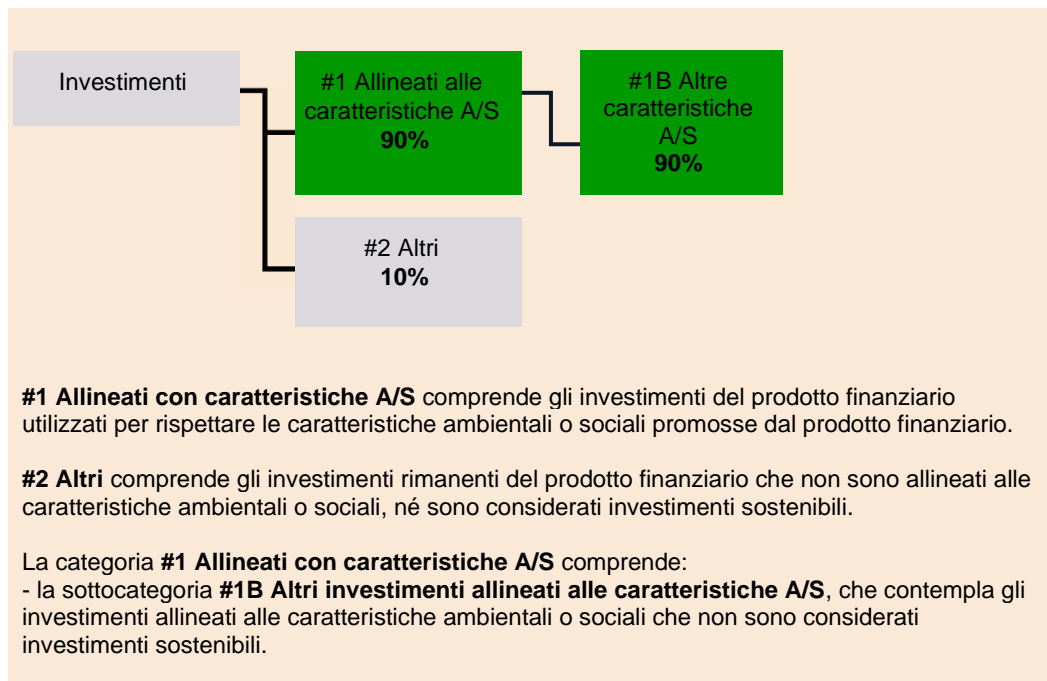 Investimenti
#1 Allineati alle
caratteristiche A/S
90%
#1B Altre
caratteristiche
A/S
90%
#2 Altri
10%
#1 Allineati con caratteristiche A/S comprende gli investimenti del prodotto finanziario
utilizzati per rispettare le caratteristiche ambientali o sociali promosse dal prodotto finanziario.
#2 Altri comprende gli investimenti rimanenti del prodotto finanziario che non sono allineati alle
caratteristiche ambientali o sociali, né sono considerati investimenti sostenibili.
La categoria #1 Allineati con caratteristiche A/S comprende:
- la sottocategoria #1B Altri investimenti allineati alle caratteristiche A/S, che contempla gli
investimenti allineati alle caratteristiche ambientali o sociali che non sono considerati
investimenti sostenibili.